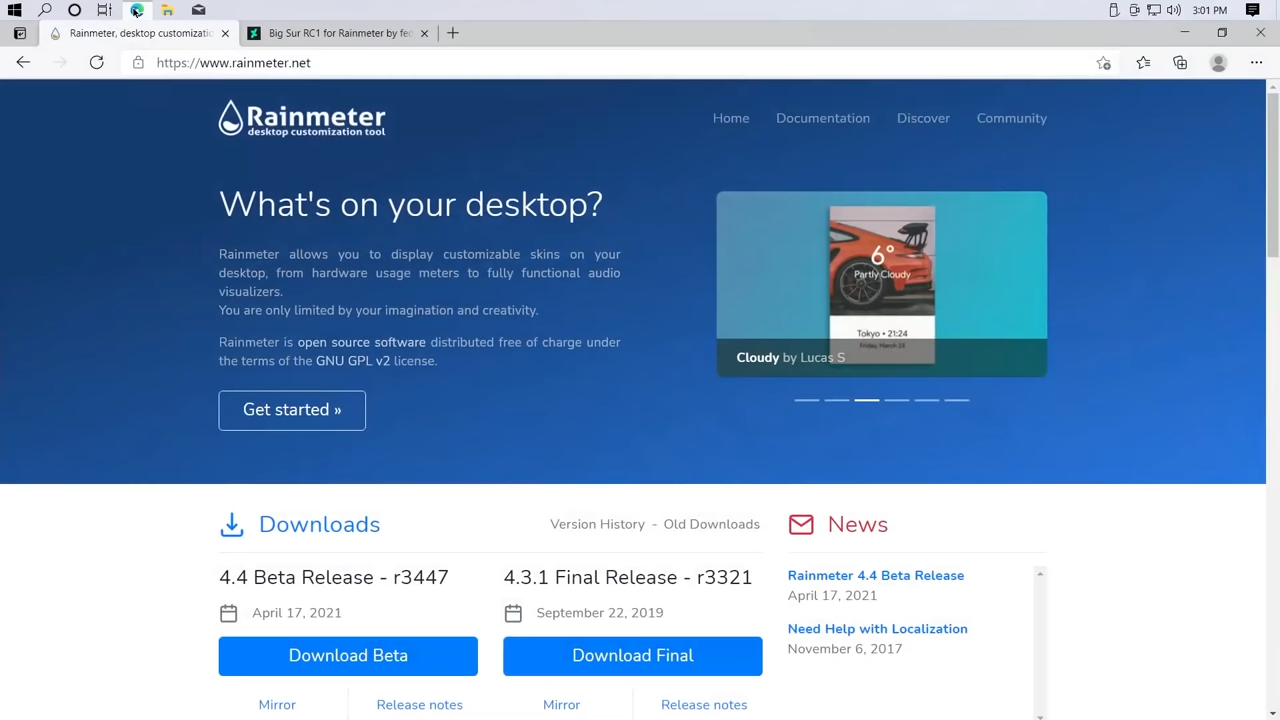 3:01 PM
Rainmeter, desktop customizatic
Big Sur RC1 for Rainmeter by fec
https://www.rainmeter.net
Rainmeter
desktop customization tool
Home
Documentation
Discover
Community
What's on your desktop?
Rainmeter allows you to display customizable skins on your
desktop, from hardware usage meters to fully functional audio
visualizers.
You are only limited by your imagination and creativity.
Rainmeter is open source software distributed free of charge under
the terms of the GNU GPL v2 license.
Get started »
6°
Partly Cloudy
Tokyo • 21:24
Cloudy by Lucas S
Downloads
Version History - Old Downloads
News
4.4 Beta Release - r3447
April 17, 2021
Download Beta
Mirror
Release notes
4.3.1 Final Release - r3321
September 22, 2019
Download Final
Mirror
Release notes
Rainmeter 4.4 Beta Release
April 17, 2021
Need Help with Localization
November 6, 2017